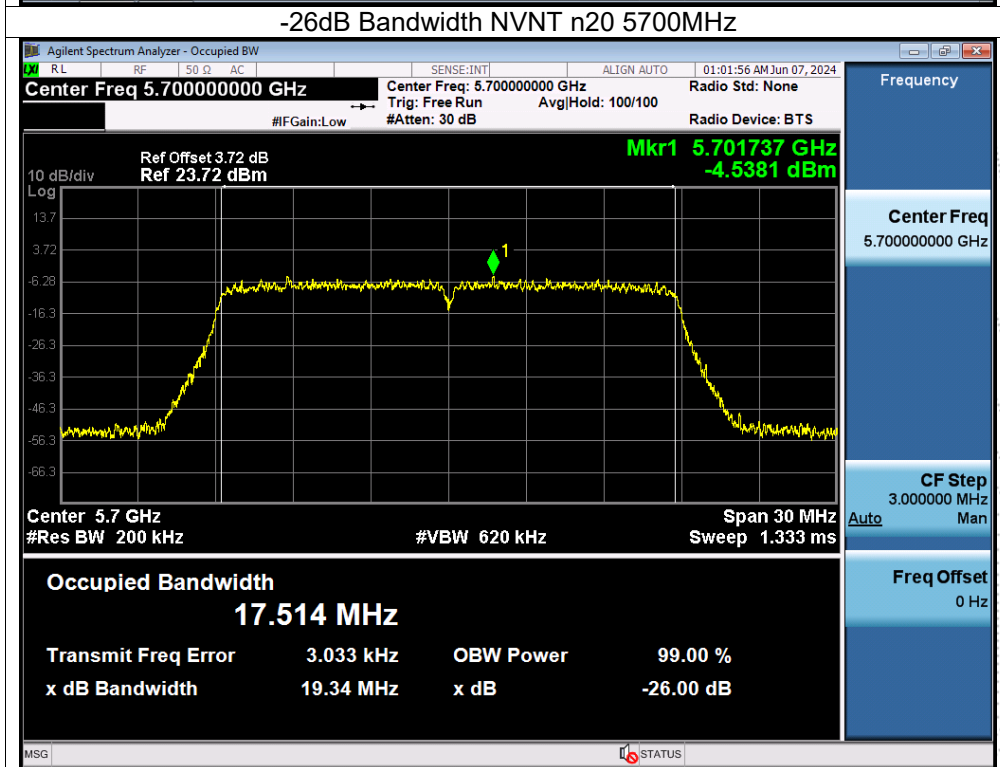 -26dB Bandwidth NVNT n20 5700MHz
Agilent Spectrum Analyzer - Occupied BW
LXI RL RF 50 Ω AC SENSE:INT ALIGN AUTO 01:01:56 AM Jun 07, 2024
Center Freq 5.700000000 GHz
Center Freq: 5.700000000 GHz
Radio Std: None
Trig: Free Run Avg|Hold: 100/100
#IFGain:Low
#Atten: 30 dB
Radio Device: BTS
Frequency
Mkr1 5.701737 GHz
-4.5381 dBm
Ref Offset 3.72 dB
10 dB/div Ref 23.72 dBm
Log
13.7
3.72
-6.28
-16.3
-26.3
-36.3
-46.3
-56.3
-66.3
1
Center 5.7 GHz
Span 30 MHz
#Res BW 200 kHz
#VBW 620 kHz
Sweep 1.333 ms
Occupied Bandwidth
17.514 MHz
Transmit Freq Error 3.033 kHz OBW Power 99.00 %
x dB Bandwidth 19.34 MHz x dB -26.00 dB
Center Freq
5.700000000 GHz
CF Step
3.000000 MHz
Auto Man
Freq Offset
0 Hz
MSG STATUS